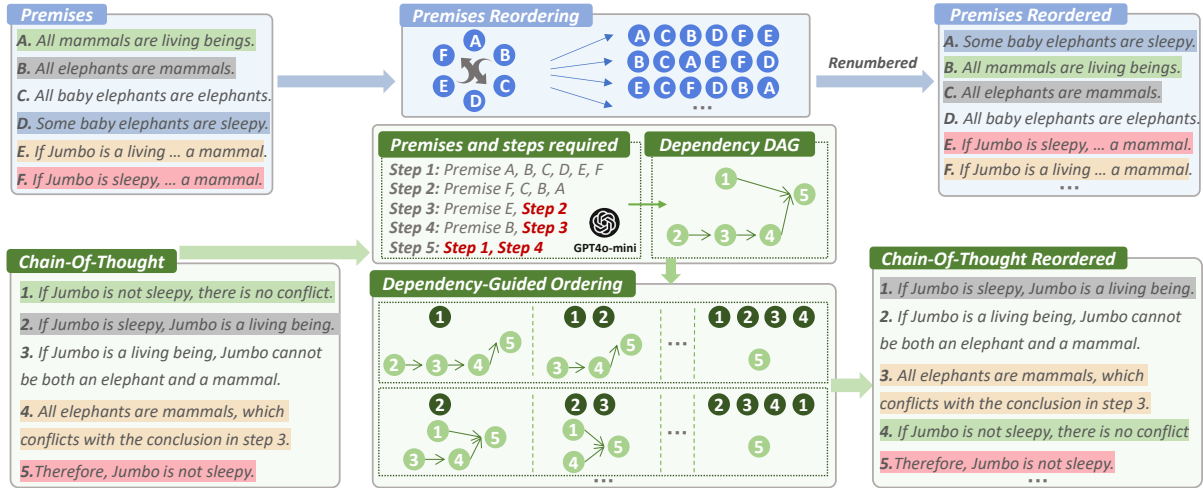 Premises
A. All mammals are living beings.
B. All elephants are mammals.
C. All baby elephants are elephants.
D. Some baby elephants are sleepy.
E. If Jumbo is a living ... a mammal.
F. If Jumbo is sleepy, ... a mammal.
Premises Reordering
A
B
C
D
E
F
A C B D F E
B C A E F D
E C F D B A
...
Renumbered
Premises Reordered
A. Some baby elephants are sleepy.
B. All mammals are living beings.
C. All elephants are mammals.
D. All baby elephants are elephants.
E. If Jumbo is sleepy, ... a mammal.
F. If Jumbo is a living ... a mammal.
...
Premises and steps required
Step 1: Premise A, B, C, D, E, F
Step 2: Premise F, C, B, A
Step 3: Premise E, Step 2
Step 4: Premise B, Step 3
Step 5: Step 1, Step 4
GPT4o-mini
Dependency DAG
1
5
2 3 4
Chain-Of-Thought
1. If Jumbo is not sleepy, there is no conflict.
2. If Jumbo is sleepy, Jumbo is a living being.
3. If Jumbo is a living being, Jumbo cannot
be both an elephant and a mammal.
4. All elephants are mammals, which
conflicts with the conclusion in step 3.
5.Therefore, Jumbo is not sleepy.
Dependency-Guided Ordering
1
5
2 3 4
1 2
5
3 4
...
1 2 3 4
5
2
1
5
3 4
2 3
1
5
4
...
2 3 4 1
5
...
Chain-Of-Thought Reordered
1. If Jumbo is sleepy, Jumbo is a living being.
2. If Jumbo is a living being, Jumbo cannot
be both an elephant and a mammal.
3. All elephants are mammals, which
conflicts with the conclusion in step 3.
4. If Jumbo is not sleepy, there is no conflict
5.Therefore, Jumbo is not sleepy.
...